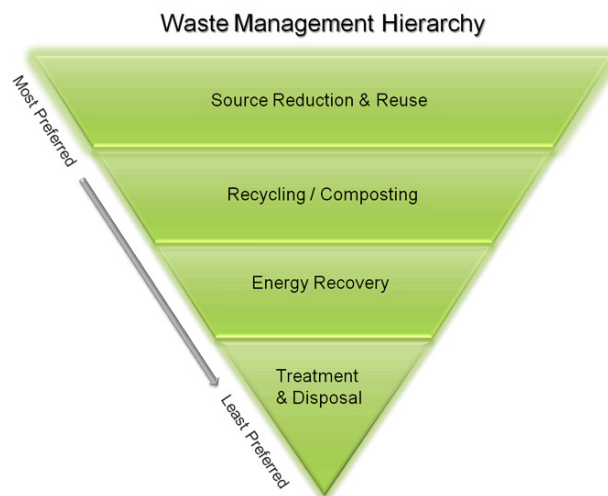 Waste Management Hierarchy
Most Preferred
Source Reduction & Reuse
Recycling / Composting
Energy Recovery
Treatment
& Disposal
Least Preferred